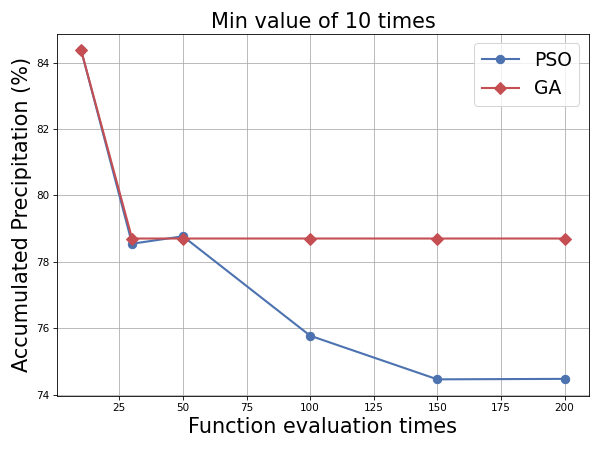 Min value of 10 times
PSO
GA
Accumulated Precipitation (%)
84
82
80
78
76
74
25 50 75 100 125 150 175 200
Function evaluation times